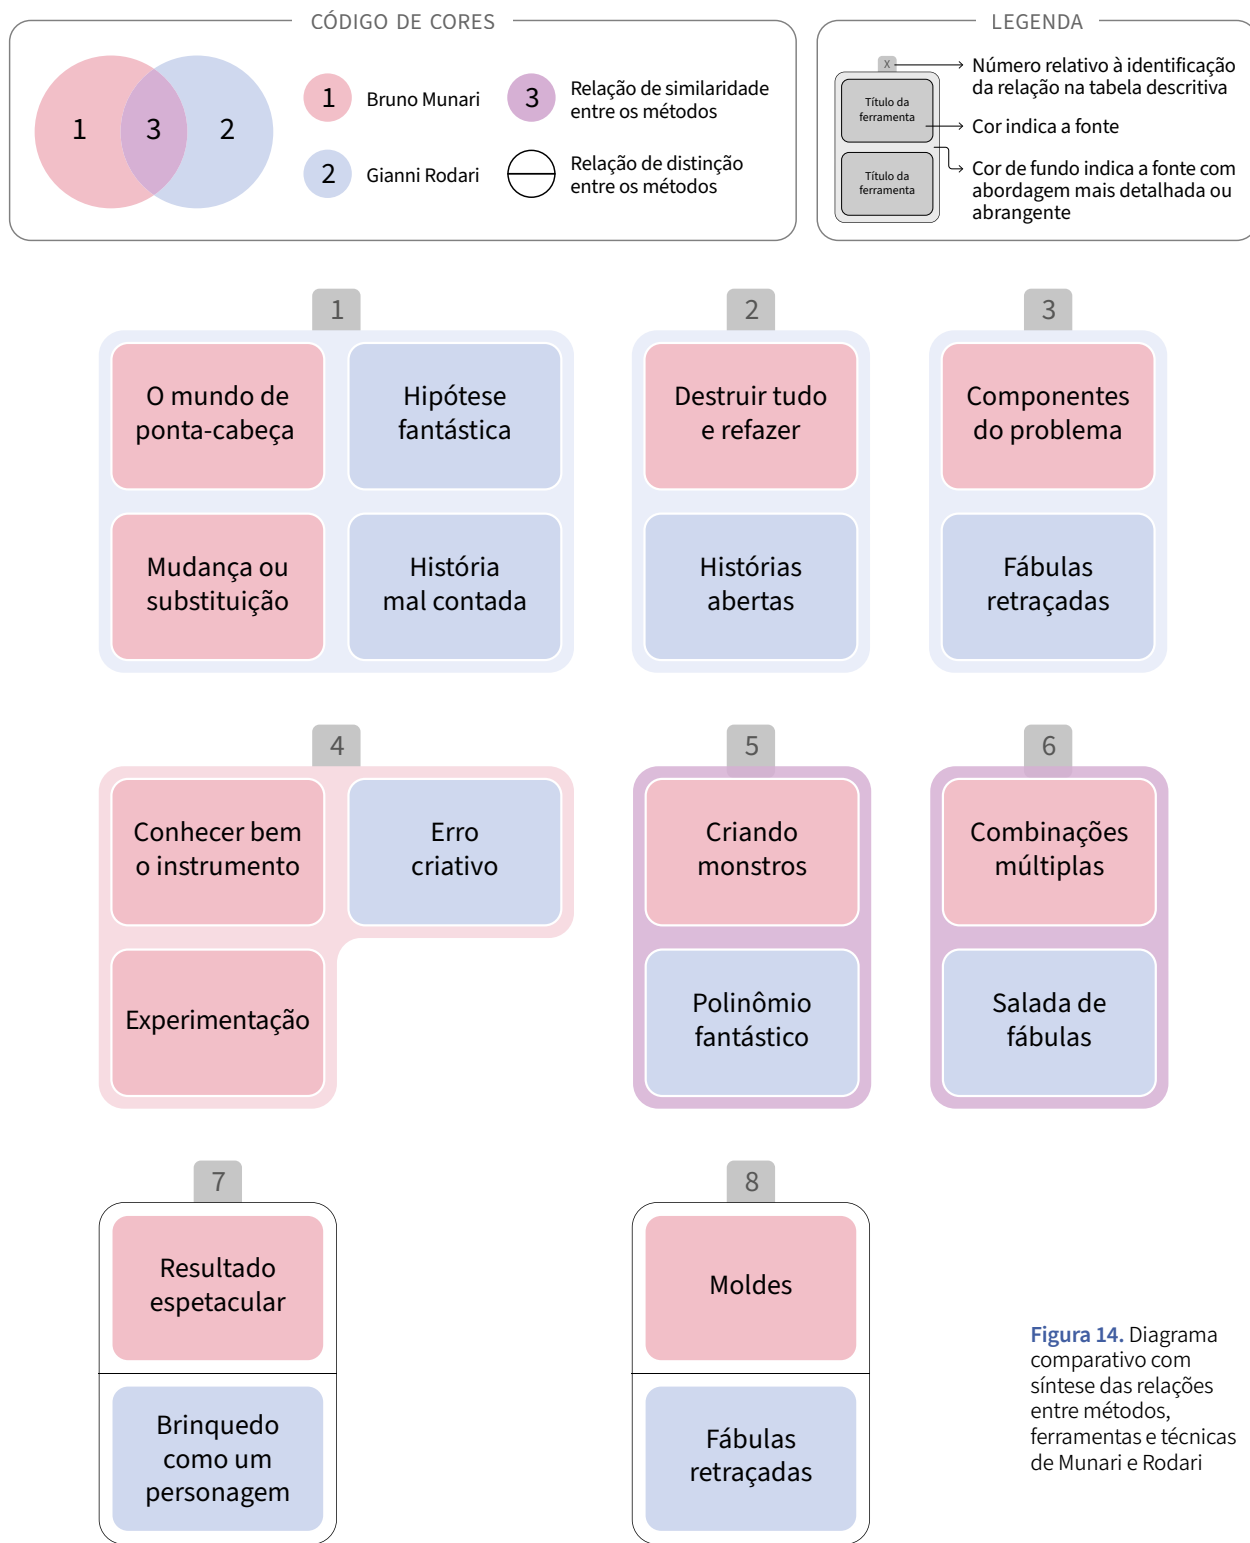 CÓDIGO DE CORES
1
3
2
1
Bruno Munari
2
Gianni Rodari
3
Relação de similaridade
entre os métodos
Relação de distinção
entre os métodos
LEGENDA
X
Título da
ferramenta
Título da
ferramenta
Número relativo à identificação
da relação na tabela descritiva
Cor indica a fonte
Cor de fundo indica a fonte com
abordagem mais detalhada ou
abrangente
1
O mundo de
ponta-cabeça
Hipótese
fantástica
Mudança ou
substituição
História
mal contada
2
Destruir tudo
e refazer
Histórias
abertas
3
Componentes
do problema
Fábulas
retraçadas
4
Conhecer bem
o instrumento
Erro
criativo
Experimentação
5
Criando
monstros
Polinômio
fantástico
6
Combinações
múltiplas
Salada de
fábulas
7
Resultado
espetacular
Brinquedo
como um
personagem
8
Moldes
Fábulas
retraçadas
Figura 14. Diagrama
comparativo com
síntese das relações
entre métodos,
ferramentas e técnicas
de Munari e Rodari